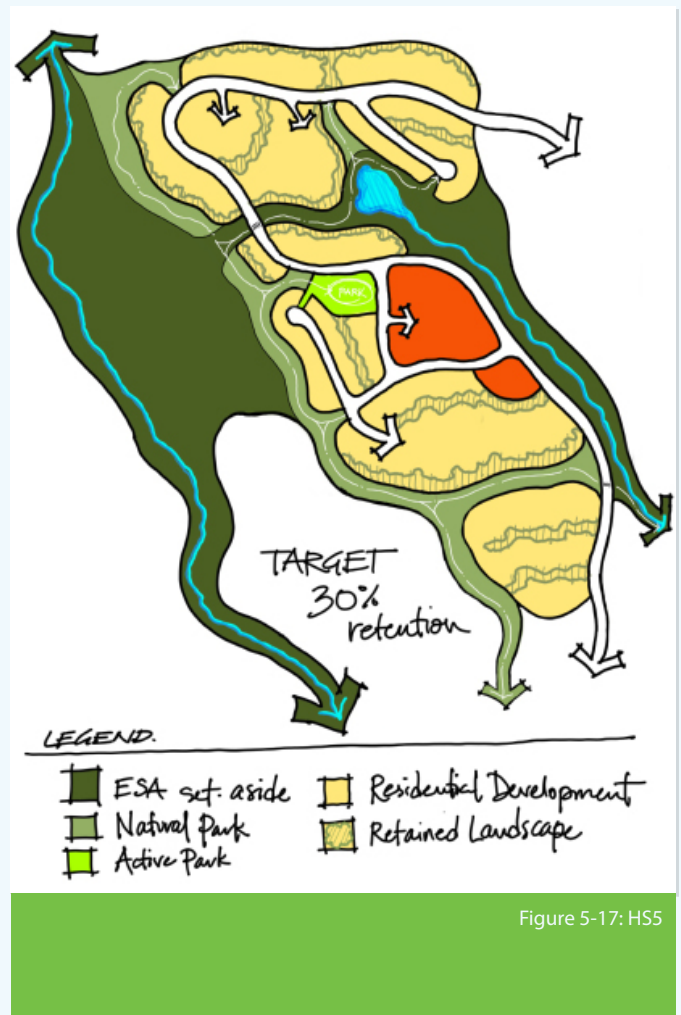 PARK
TARGET
30%
retention
LEGEND.
ESA set-aside
Natural Park
Active Park
Residential Development
Retained Landscape
Figure 5-17: HS5